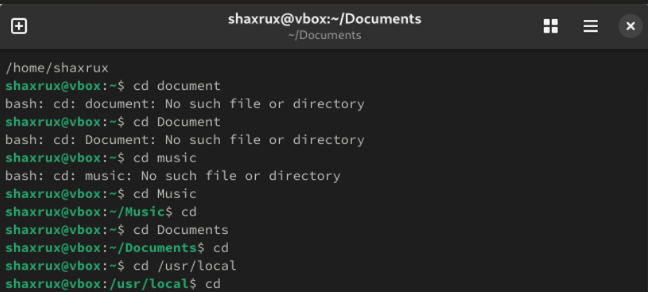 shaxrux@vbox:~/Documents
~/Documents
/home/shaxrux
shaxrux@vbox:~$ cd document
bash: cd: document: No such file or directory
shaxrux@vbox:~$ cd Document
bash: cd: Document: No such file or directory
shaxrux@vbox:~$ cd music
bash: cd: music: No such file or directory
shaxrux@vbox:~$ cd Music
shaxrux@vbox:~/Music$ cd
shaxrux@vbox:~$ cd Documents
shaxrux@vbox:~/Documents$ cd
shaxrux@vbox:~$ cd /usr/local
shaxrux@vbox:/usr/local$ cd